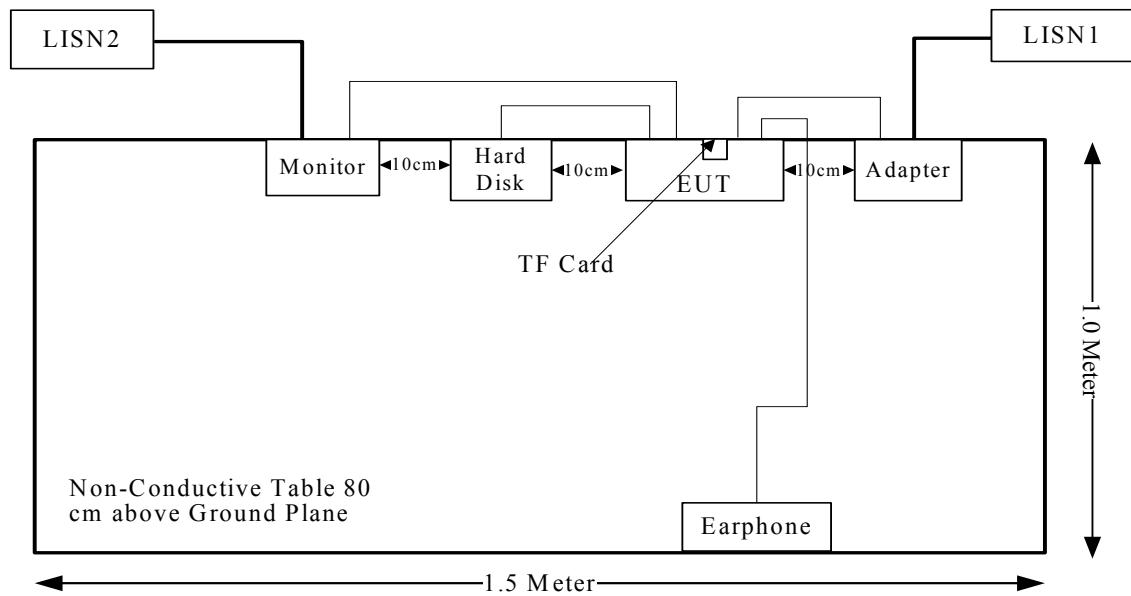 LISN2
LISN1
Monitor
10cm
Hard
Disk
10cm
EUT
10cm
Adapter
TF Card
1.0 Meter
Non-Conductive Table 80
cm above Ground Plane
Earphone
1.5 Meter